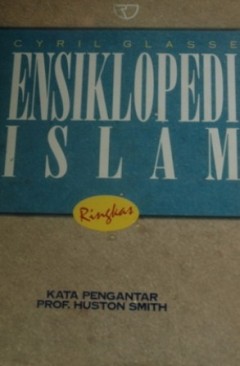 CYRIL GLASSE
ENSIKLOPEDI
ISLAM
Ringkas
KATA PENGANTAR
PROF. HUSTON SMITH